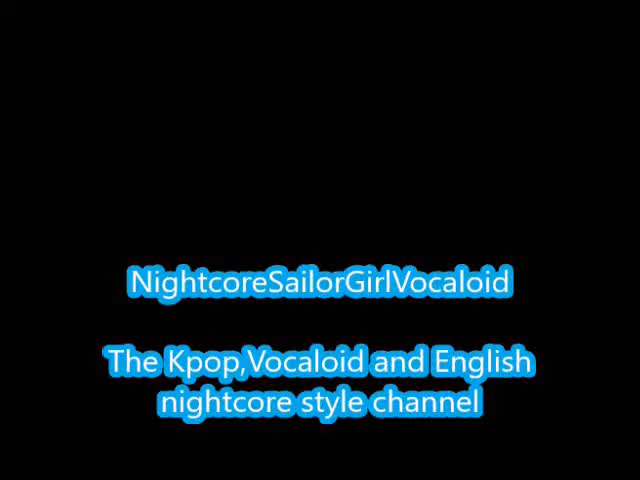 NightcoreSailorGirlVocaloid
The Kpop,Vocaloid and English
nightcore style channel